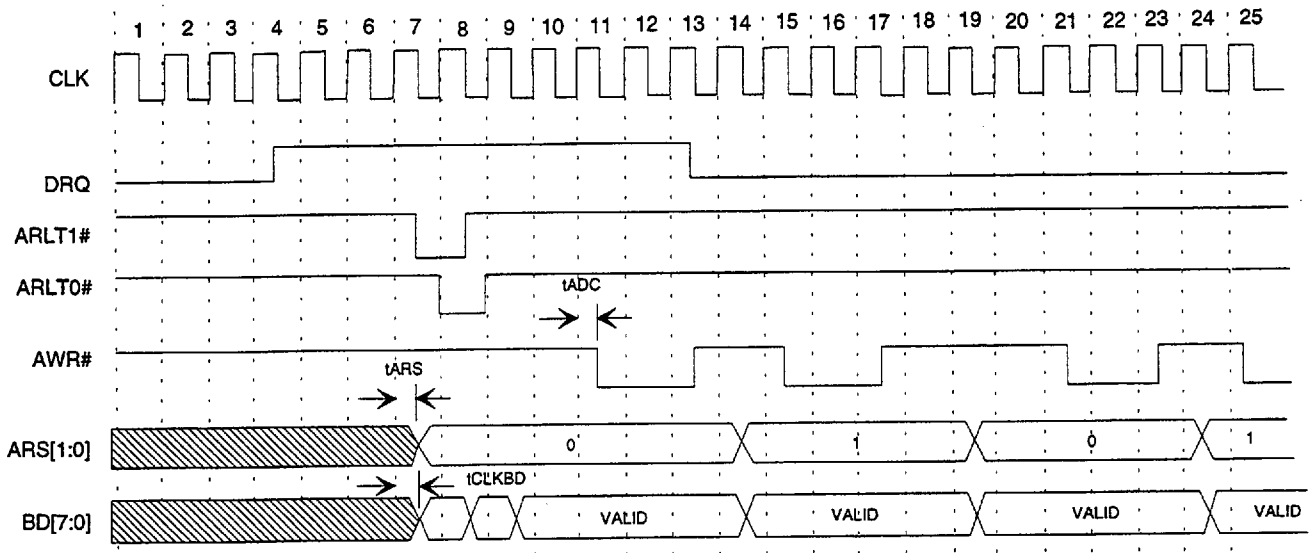 1 2 3 4 5 6 7 8 9 10 11 12 13 14 15 16 17 18 19 20 21 22 23 24 25
CLK
DRQ
ARLT1#
ARLT0#
tADC
AWR#
tARS
ARS[1:0] 0 1 0 1
tCLKBD
BD[7:0] VALID VALID VALID VALID